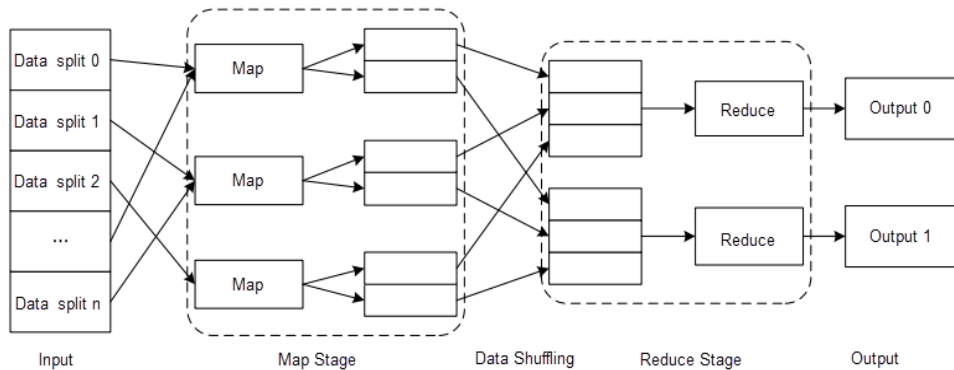 Data split 0
Data split 1
Data split 2
...
Data split n
Map
Map
Map
Reduce
Reduce
Output 0
Output 1
Input
Map Stage
Data Shuffling
Reduce Stage
Output